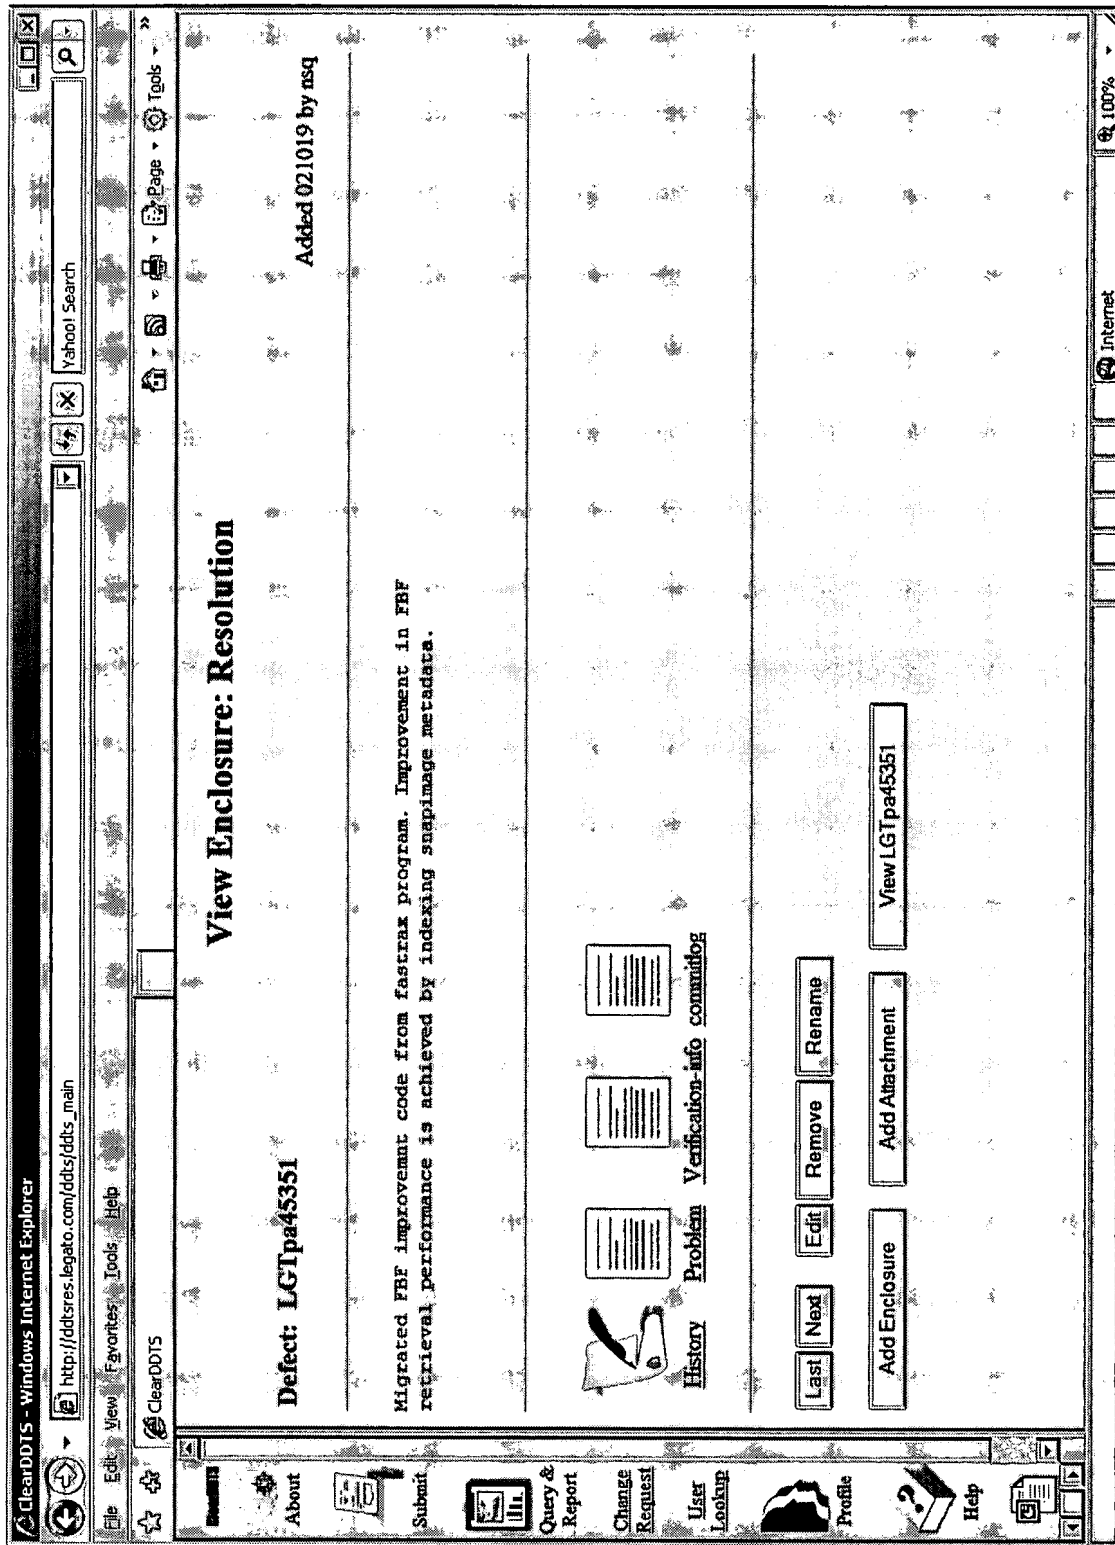 ClearDDTS - Windows Internet Explorer
http://ddtsres.legato.com/ddts/ddts_main
Yahoo! Search
File Edit View Favorites Tools Help
ClearDDTS
Page Tools »
About
Submit
Query &
Report
Change
Request
User
Lookup
Profile
Help
View Enclosure: Resolution
Defect: LGTpa45351
Added 021019 by nsq
Migrated FBF improvemnt code from fastrax program. Improvement in FBF
retrieval performance is achieved by indexing snapimage metadata.
History Problem Verification-info commitlog
Last Next Edit Remove Rename
Add Enclosure Add Attachment View LGTpa45351
Internet 100%